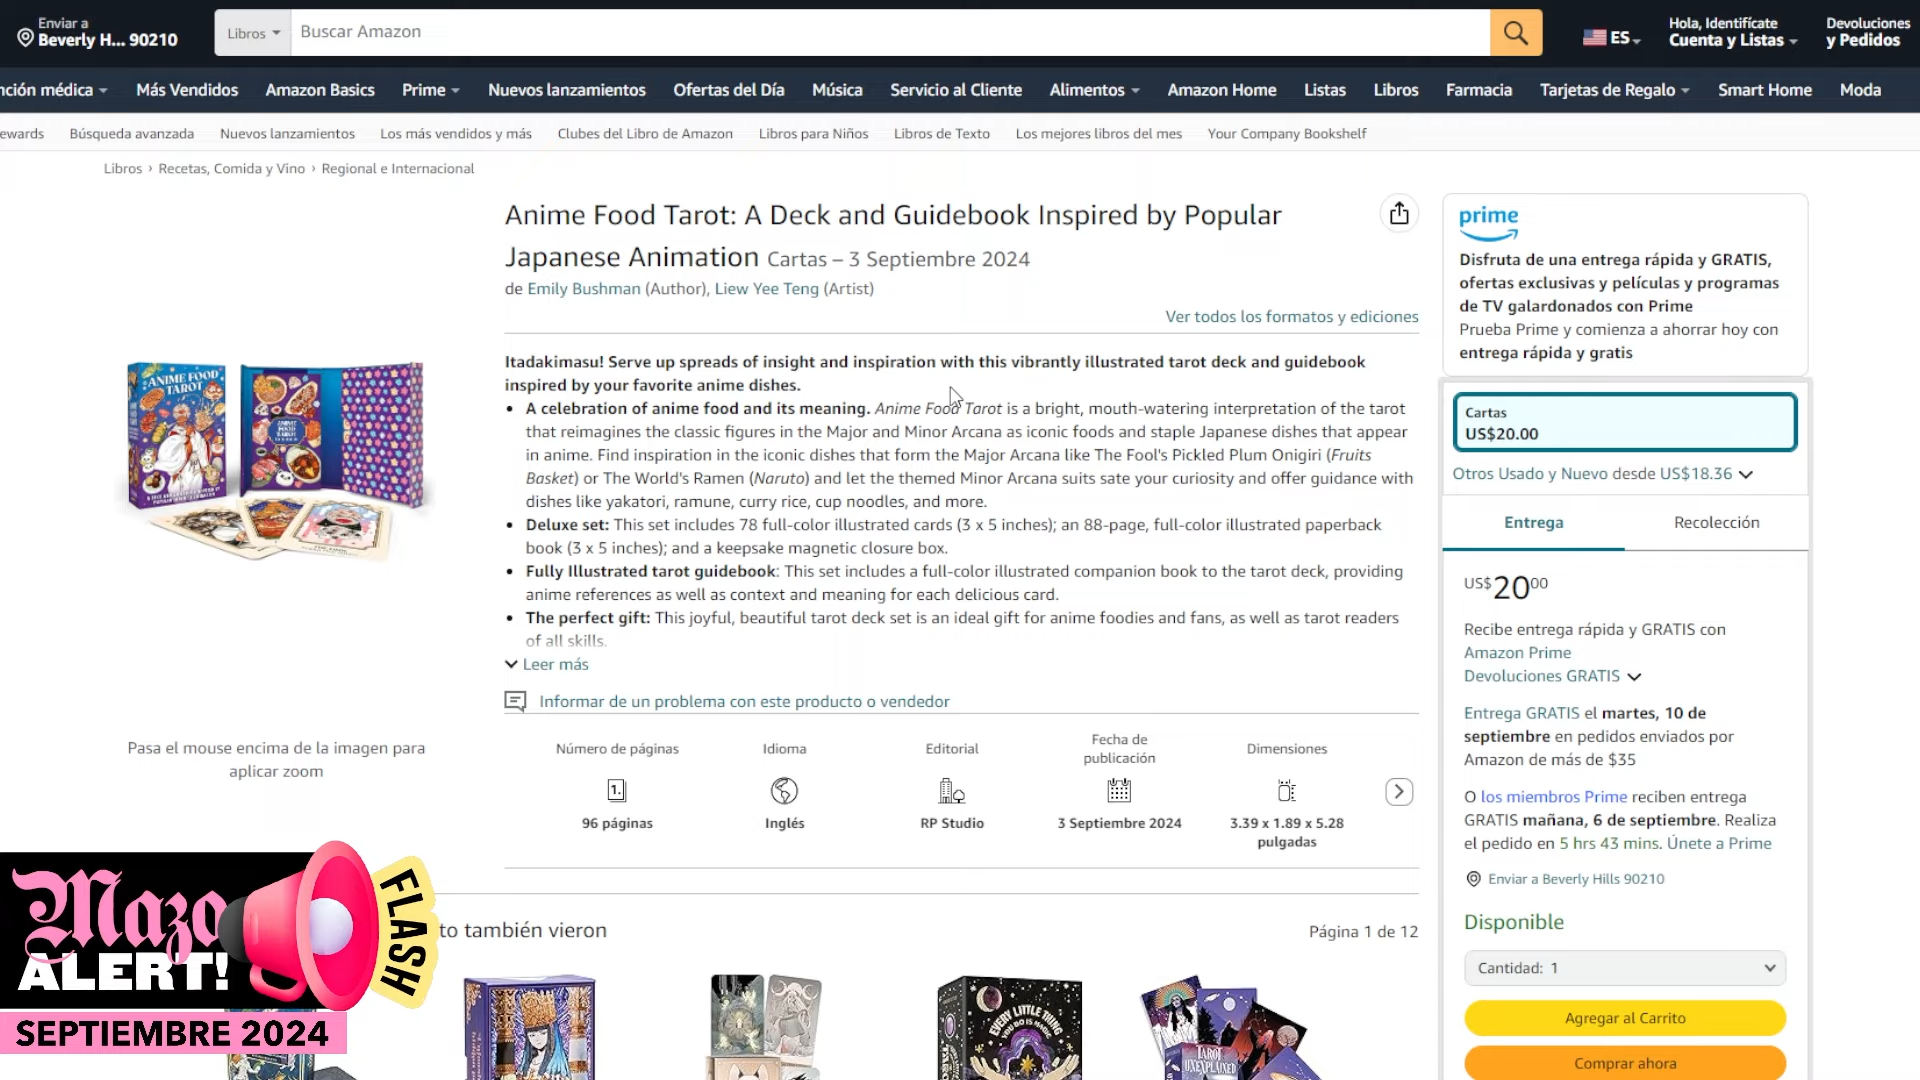 Enviar a
Beverly H... 90210
Libros
Buscar Amazon
ES
Hola, Identifícate
Cuenta y Listas
Devoluciones
y Pedidos
nción médica
Más Vendidos
Amazon Basics
Prime
Nuevos lanzamientos
Ofertas del Día
Música
Servicio al Cliente
Alimentos
Amazon Home
Listas
Libros
Farmacia
Tarjetas de Regalo
Smart Home
Moda
ewards
Búsqueda avanzada
Nuevos lanzamientos
Los más vendidos y más
Clubes del Libro de Amazon
Libros para Niños
Libros de Texto
Los mejores libros del mes
Your Company Bookshelf
Libros › Recetas, Comida y Vino › Regional e Internacional
Anime Food Tarot: A Deck and Guidebook Inspired by Popular
Japanese Animation Cartas – 3 Septiembre 2024
de Emily Bushman (Author), Liew Yee Teng (Artist)
Ver todos los formatos y ediciones
Itadakimasu! Serve up spreads of insight and inspiration with this vibrantly illustrated tarot deck and guidebook
inspired by your favorite anime dishes.
• A celebration of anime food and its meaning. Anime Food Tarot is a bright, mouth-watering interpretation of the tarot
that reimagines the classic figures in the Major and Minor Arcana as iconic foods and staple Japanese dishes that appear
in anime. Find inspiration in the iconic dishes that form the Major Arcana like The Fool's Pickled Plum Onigiri (Fruits
Basket) or The World's Ramen (Naruto) and let the themed Minor Arcana suits sate your curiosity and offer guidance with
dishes like yakatori, ramune, curry rice, cup noodles, and more.
• Deluxe set: This set includes 78 full-color illustrated cards (3 x 5 inches); an 88-page, full-color illustrated paperback
book (3 x 5 inches); and a keepsake magnetic closure box.
• Fully Illustrated tarot guidebook: This set includes a full-color illustrated companion book to the tarot deck, providing
anime references as well as context and meaning for each delicious card.
• The perfect gift: This joyful, beautiful tarot deck set is an ideal gift for anime foodies and fans, as well as tarot readers
of all skills.
Leer más
Informar de un problema con este producto o vendedor
ANIME FOOD
TAROT
ANIME FOOD
TAROT
Pasa el mouse encima de la imagen para
aplicar zoom
Número de páginas
1.
96 páginas
Idioma
Inglés
Editorial
RP Studio
Fecha de
publicación
3 Septiembre 2024
Dimensiones
3.39 x 1.89 x 5.28
pulgadas
to también vieron
Página 1 de 12
EVERY LITTLE THING
YOU DO IS MAGIC
TAROT
UNEXPLAINED
prime
Disfruta de una entrega rápida y GRATIS,
ofertas exclusivas y películas y programas
de TV galardonados con Prime
Prueba Prime y comienza a ahorrar hoy con
entrega rápida y gratis
Cartas
US$20.00
Otros Usado y Nuevo desde US$18.36
Entrega
Recolección
US$2000
Recibe entrega rápida y GRATIS con
Amazon Prime
Devoluciones GRATIS
Entrega GRATIS el martes, 10 de
septiembre en pedidos enviados por
Amazon de más de $35
O los miembros Prime reciben entrega
GRATIS mañana, 6 de septiembre. Realiza
el pedido en 5 hrs 43 mins. Únete a Prime
Enviar a Beverly Hills 90210
Disponible
Cantidad: 1
Agregar al Carrito
Comprar ahora
Mazo
ALERT!
FLASH
SEPTIEMBRE 2024